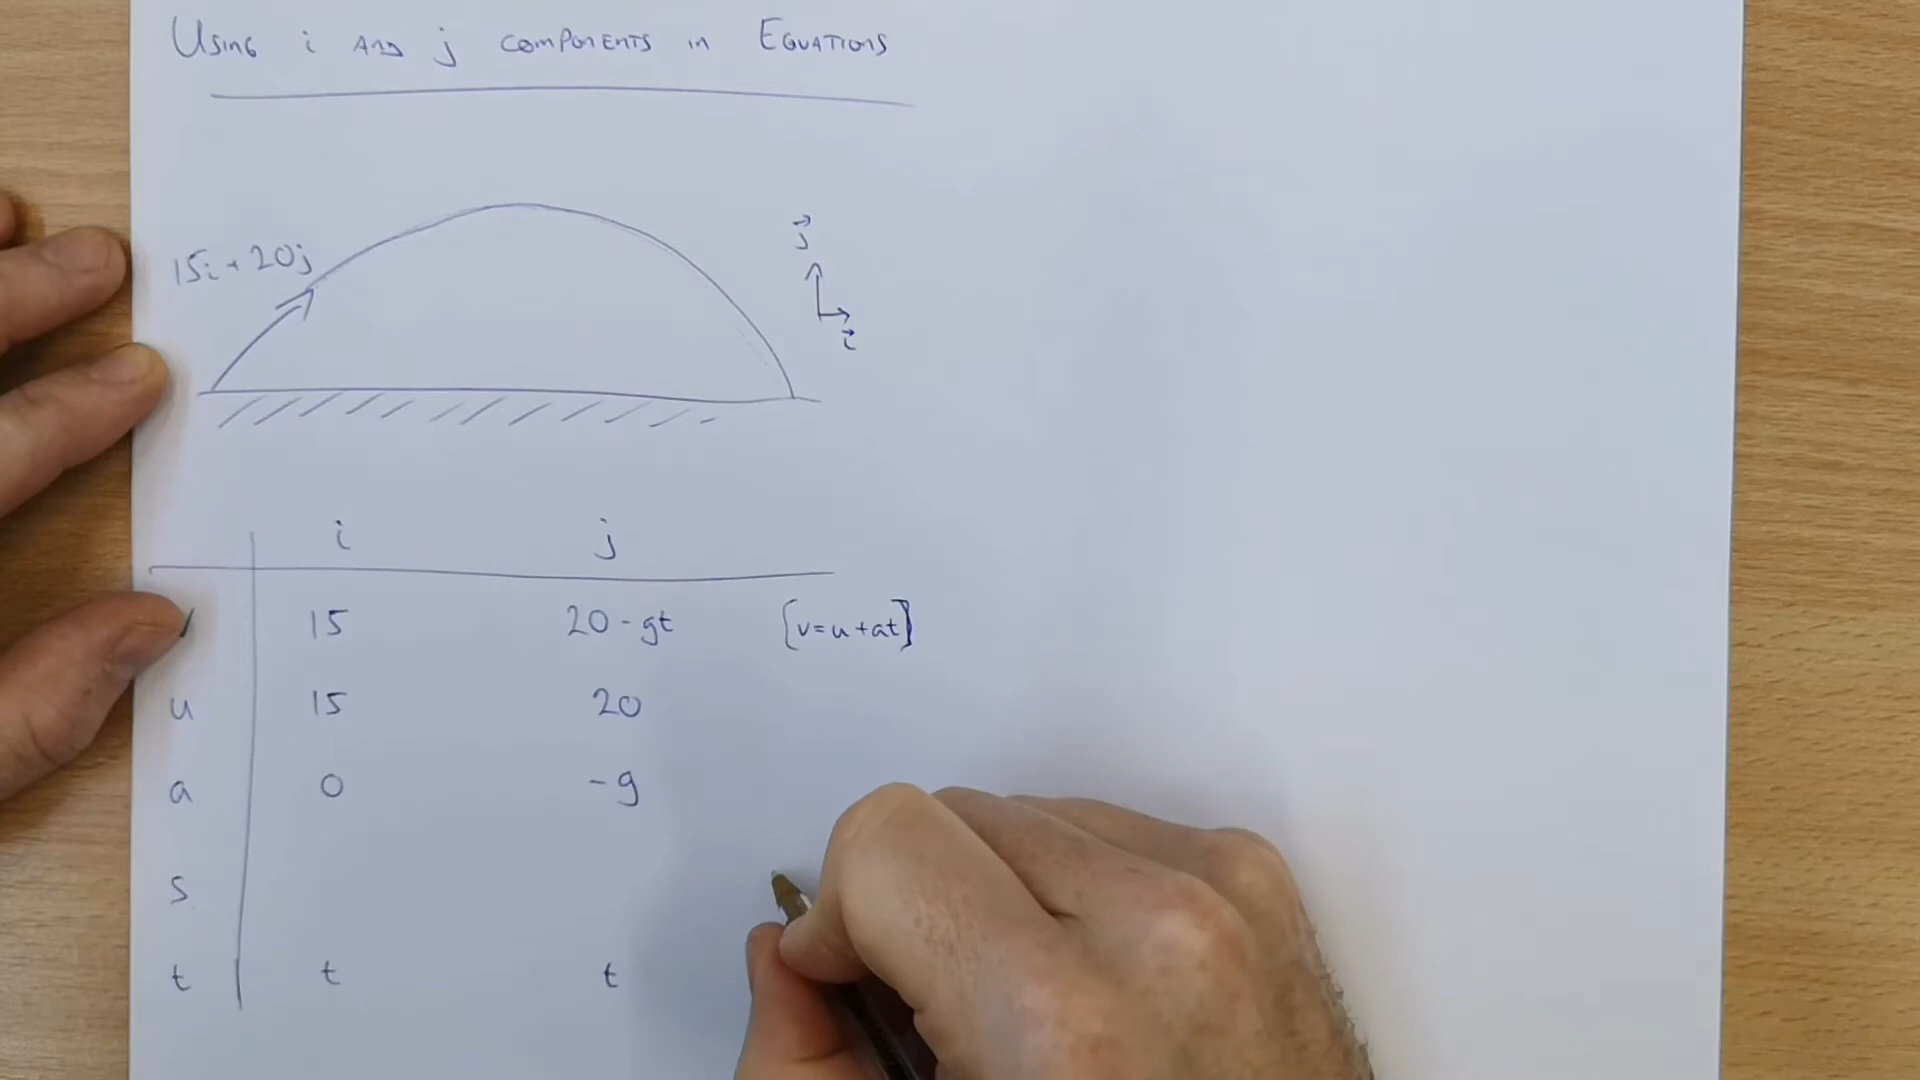 USING i AND j COMPONENTS IN EQUATIONS
15i + 20j
j
i
i j
15 20 - gt [v=u+at]
u 15 20
a 0 -g
s
t t t